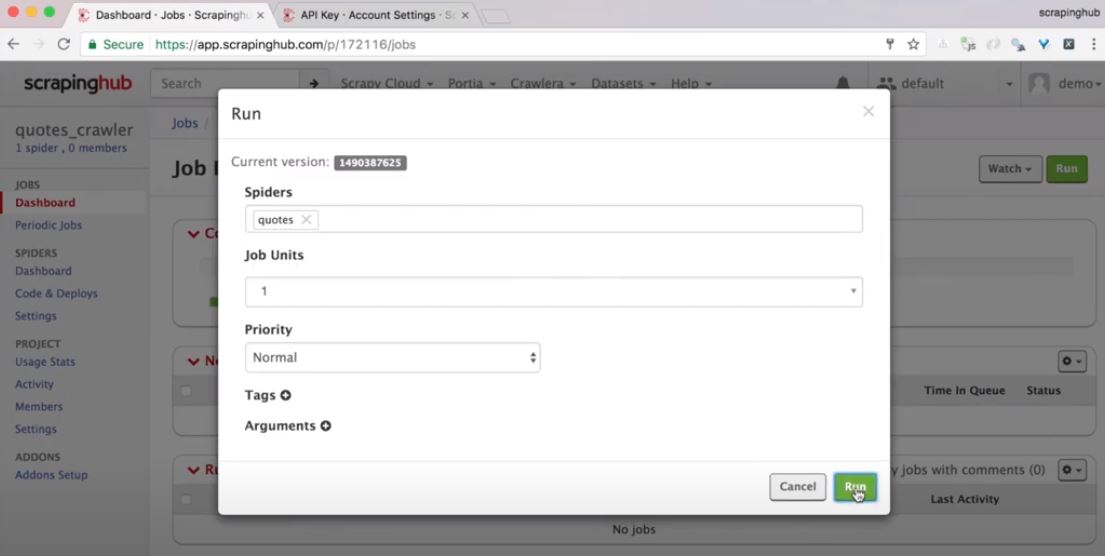 Dashboard · Jobs · Scrapinghu
API Key · Account Settings · Sc
scrapinghub
Secure https://app.scrapinghub.com/p/172116/jobs
scrapinghub Search Scrapy Cloud Portia Crawlera Datasets Help default demo
quotes_crawler
1 spider , 0 members
JOBS
Dashboard
Periodic Jobs
SPIDERS
Dashboard
Code & Deploys
Settings
PROJECT
Usage Stats
Activity
Members
Settings
ADDONS
Addons Setup
Jobs /
Job
Watch Run
Run
Current version: 1490387625
Spiders
quotes
Job Units
1
Priority
Normal
Tags
Arguments
Cancel Run
Time In Queue Status
jobs with comments (0)
Last Activity
No jobs